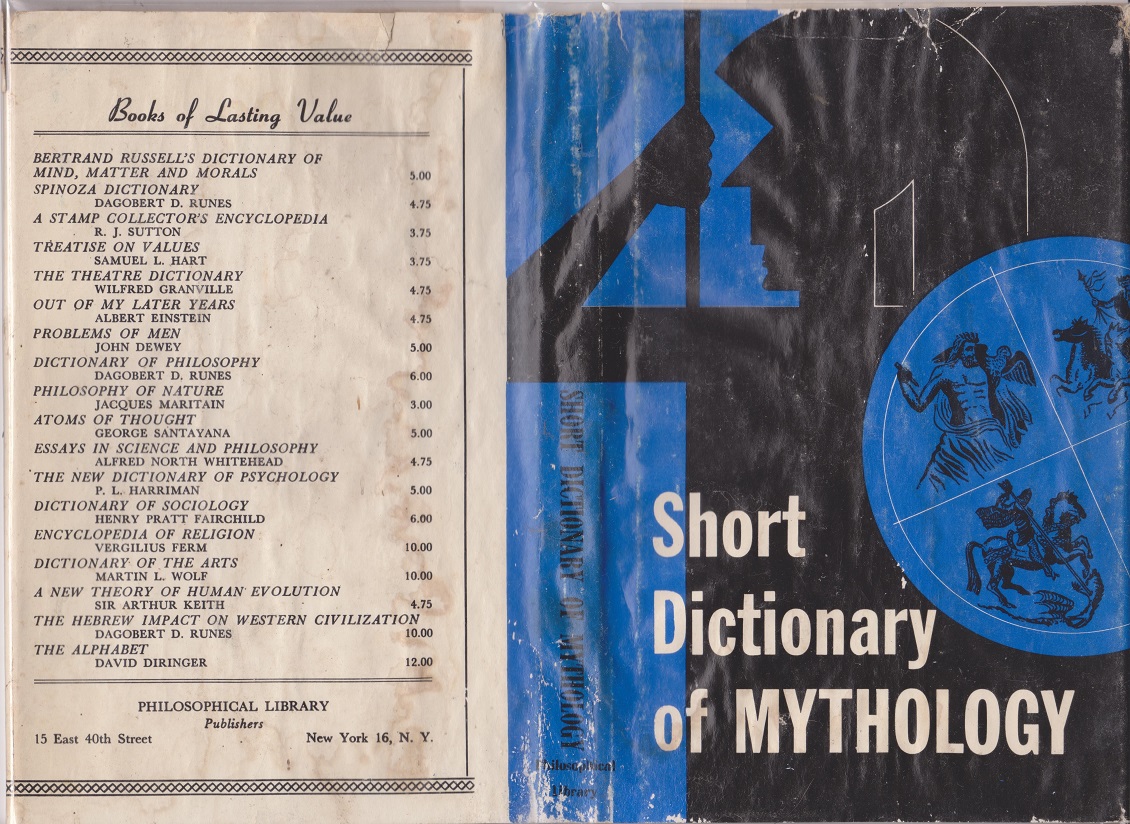 Books of Lasting Value
BERTRAND RUSSELL'S DICTIONARY OF
MIND, MATTER AND MORALS 5.00
SPINOZA DICTIONARY
DAGOBERT D. RUNES 4.75
A STAMP COLLECTOR'S ENCYCLOPEDIA
R. J. SUTTON 3.75
TREATISE ON VALUES
SAMUEL L. HART 3.75
THE THEATRE DICTIONARY
WILFRED GRANVILLE 4.75
OUT OF MY LATER YEARS
ALBERT EINSTEIN 4.75
PROBLEMS OF MEN
JOHN DEWEY 5.00
DICTIONARY OF PHILOSOPHY
DAGOBERT D. RUNES 6.00
PHILOSOPHY OF NATURE
JACQUES MARITAIN 3.00
ATOMS OF THOUGHT
GEORGE SANTAYANA 5.00
ESSAYS IN SCIENCE AND PHILOSOPHY
ALFRED NORTH WHITEHEAD 4.75
THE NEW DICTIONARY OF PSYCHOLOGY
P. L. HARRIMAN 5.00
DICTIONARY OF SOCIOLOGY
HENRY PRATT FAIRCHILD 6.00
ENCYCLOPEDIA OF RELIGION
VERGILIUS FERM 10.00
DICTIONARY OF THE ARTS
MARTIN L. WOLF 10.00
A NEW THEORY OF HUMAN EVOLUTION
SIR ARTHUR KEITH 4.75
THE HEBREW IMPACT ON WESTERN CIVILIZATION
DAGOBERT D. RUNES 10.00
THE ALPHABET
DAVID DIRINGER 12.00
PHILOSOPHICAL LIBRARY
Publishers
15 East 40th Street New York 16, N. Y.
SHORT DICTIONARY OF MYTHOLOGY
Philosophical
Library
Short
Dictionary
of MYTHOLOGY